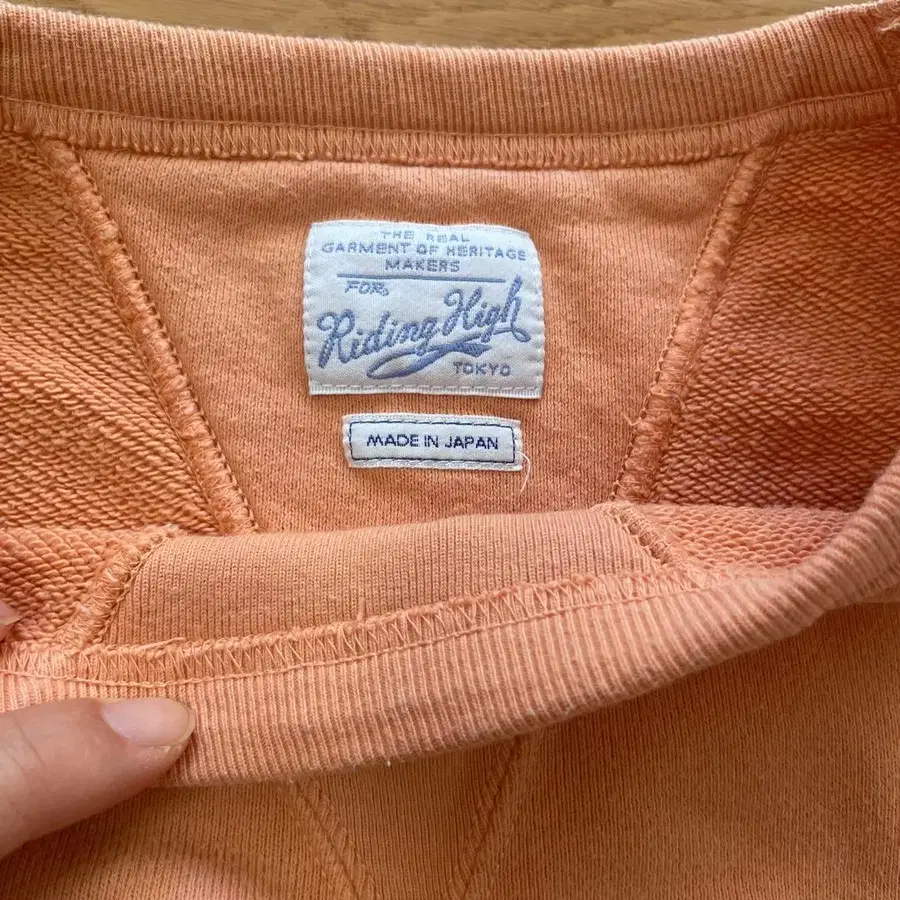 THE REAL
GARMENT OF HERITAGE
MAKERS
FOR
Riding High
TOKYO
MADE IN JAPAN